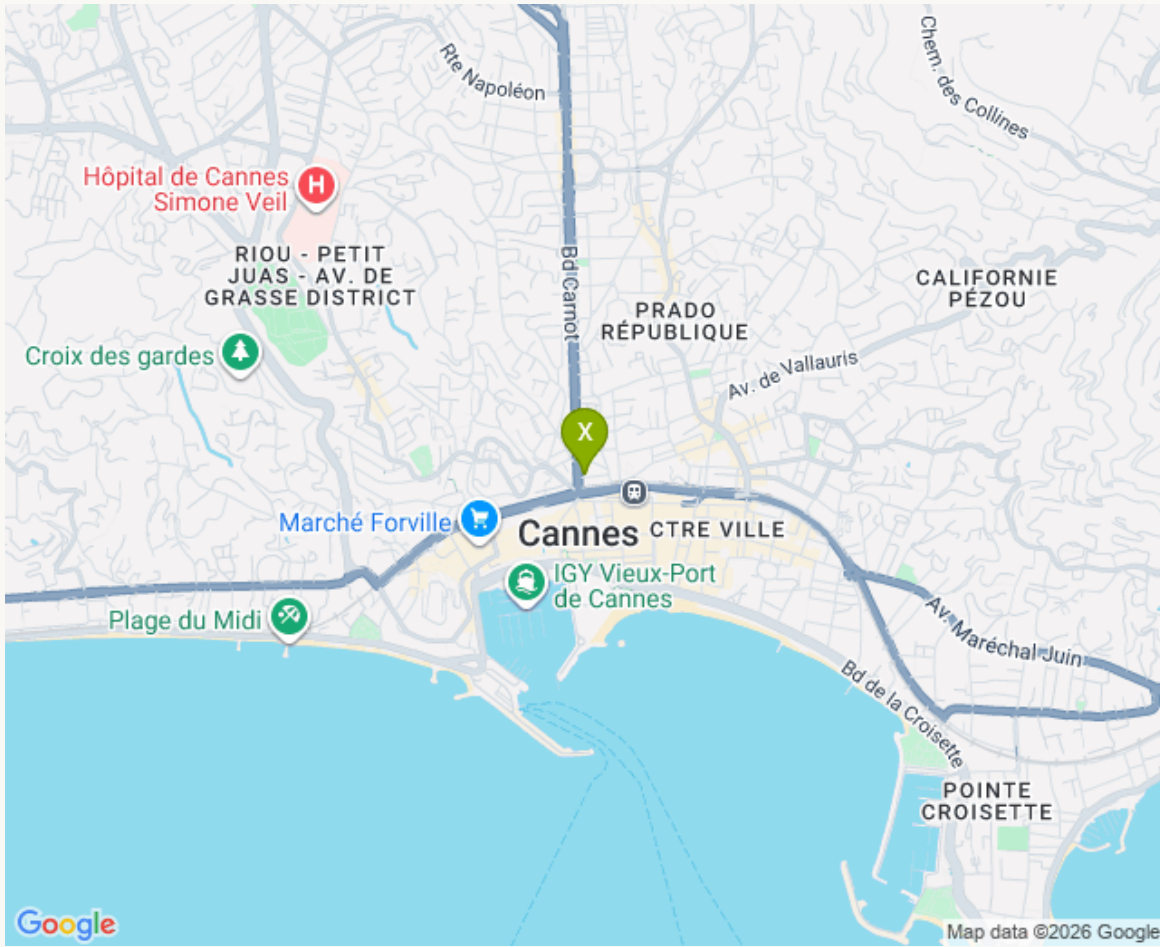 Chem. des Collines
Rte Napoléon
Hôpital de Cannes
Simone Veil
H
RIOU - PETIT
JUAS - AV. DE
GRASSE DISTRICT
Bd Carnot
CALIFORNIE
PÉZOU
PRADO
RÉPUBLIQUE
Croix des gardes
Av. de Vallauris
X
Marché Forville
Cannes
CTRE VILLE
IGY Vieux-Port
de Cannes
Plage du Midi
Av. Maréchal Juin
Bd de la Croisette
POINTE
CROISETTE
Google
Map data ©2026 Google